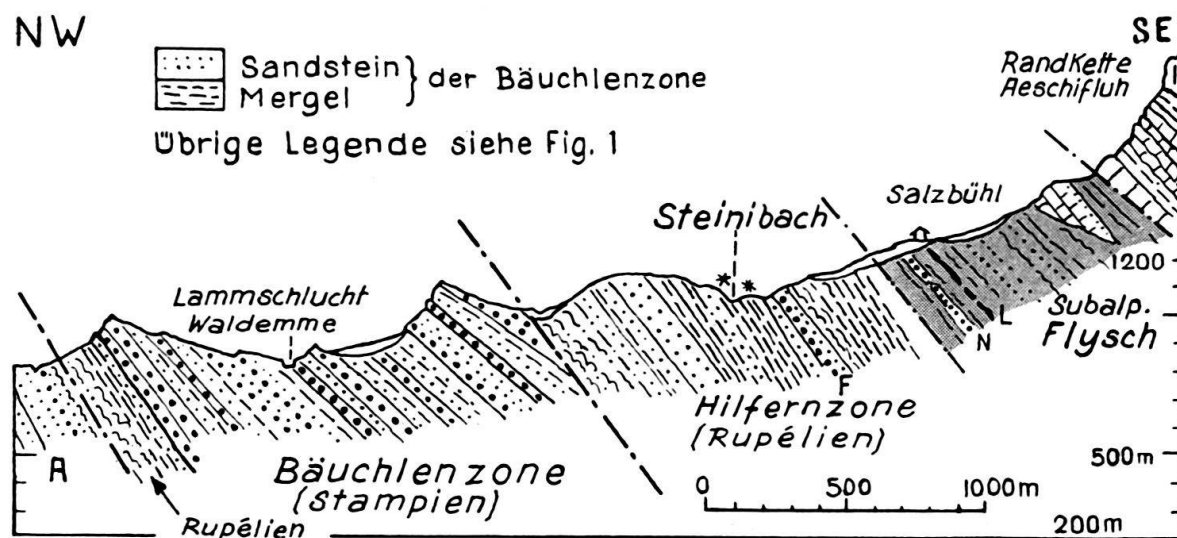 NW
SE
Sandstein
Mergel
der Bäuchlenzone
Übrige Legende siehe Fig. 1
Randkette
Aeschifluh
Salzbühl
Steinibach
Lammschlucht
Waldemme
1200
Subalp.
Flysch
L
N
F
Hilfernzone
(Rupélien)
A
Bäuchlenzone
(Stampien)
Rupélien
0 500 1000m
500m
200m